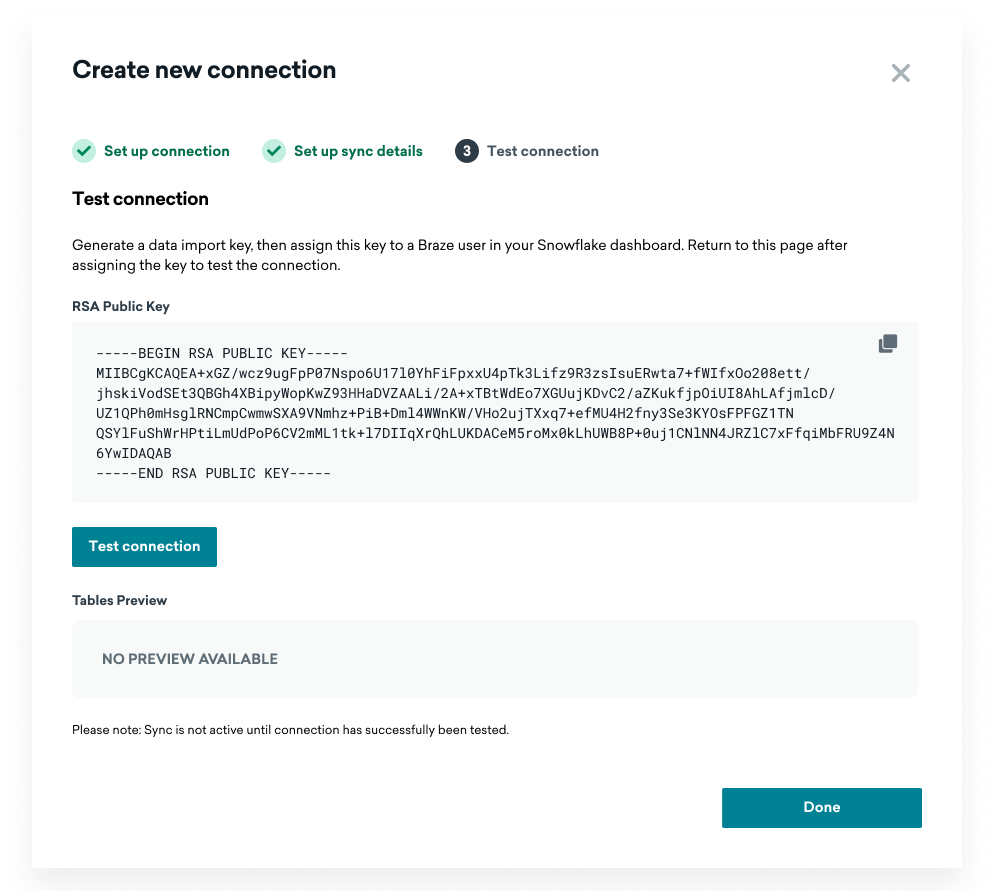 Create new connection
Set up connection
Set up sync details
3 Test connection
Test connection
Generate a data import key, then assign this key to a Braze user in your Snowflake dashboard. Return to this page after
assigning the key to test the connection.
RSA Public Key
-----BEGIN RSA PUBLIC KEY-----
MIIBCgKCAQEA+xGZ/wcz9ugFpP07Nspo6U17l0YhFiFpxxU4pTk3Lifz9R3zsIsuERwta7+fWIfxOo208ett/
jhskiVodSEt3QBGh4XBipyWopKwZ93HHaDVZAALi/2A+xTBtWdEo7XGUujKDvC2/aZKukfjpOiUI8AhLAfjmlcD/
UZ1QPh0mHsglRNCmpCwmwSXA9VNmhz+PiB+Dml4WWnKW/VHo2ujTXxq7+efMU4H2fny3Se3KYOsFPFGZ1TN
QSYlFuShWrHPtiLmUdPoP6CV2mML1tk+l7DIIqXrQhLUKDACeM5roMx0kLhUWB8P+0uj1CNlNN4JRZlC7xFfqiMbFRU9Z4N
6YwIDAQAB
-----END RSA PUBLIC KEY-----
Test connection
Tables Preview
NO PREVIEW AVAILABLE
Please note: Sync is not active until connection has successfully been tested.
Done